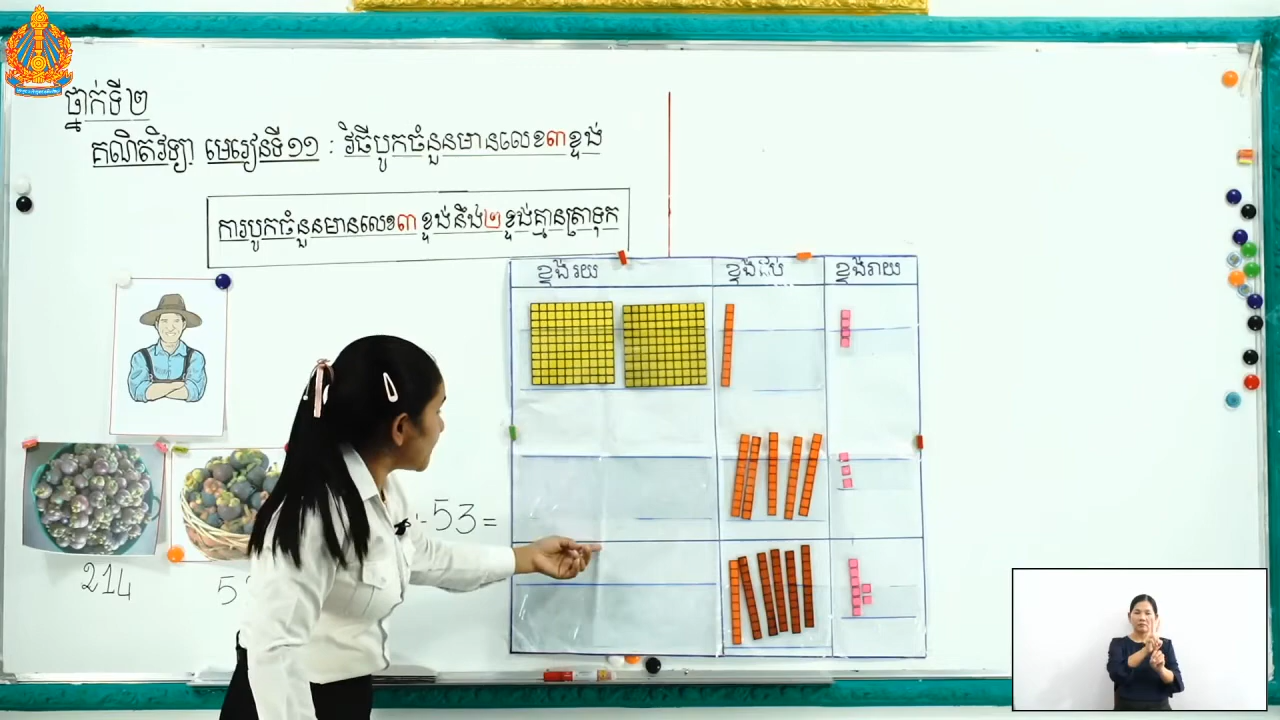 ថ្នាក់ទី២
គណិតវិទ្យា មេរៀនទី១១ : វិធីបូកចំនួនមានលេខ៣ខ្ទង់
ការបូកចំនួនមានលេខ៣ខ្ទង់នឹង២ខ្ទង់គ្មានត្រាទុក
ខ្ទង់រយ ខ្ទង់ដប់ ខ្ទង់រាយ
53=
214
5